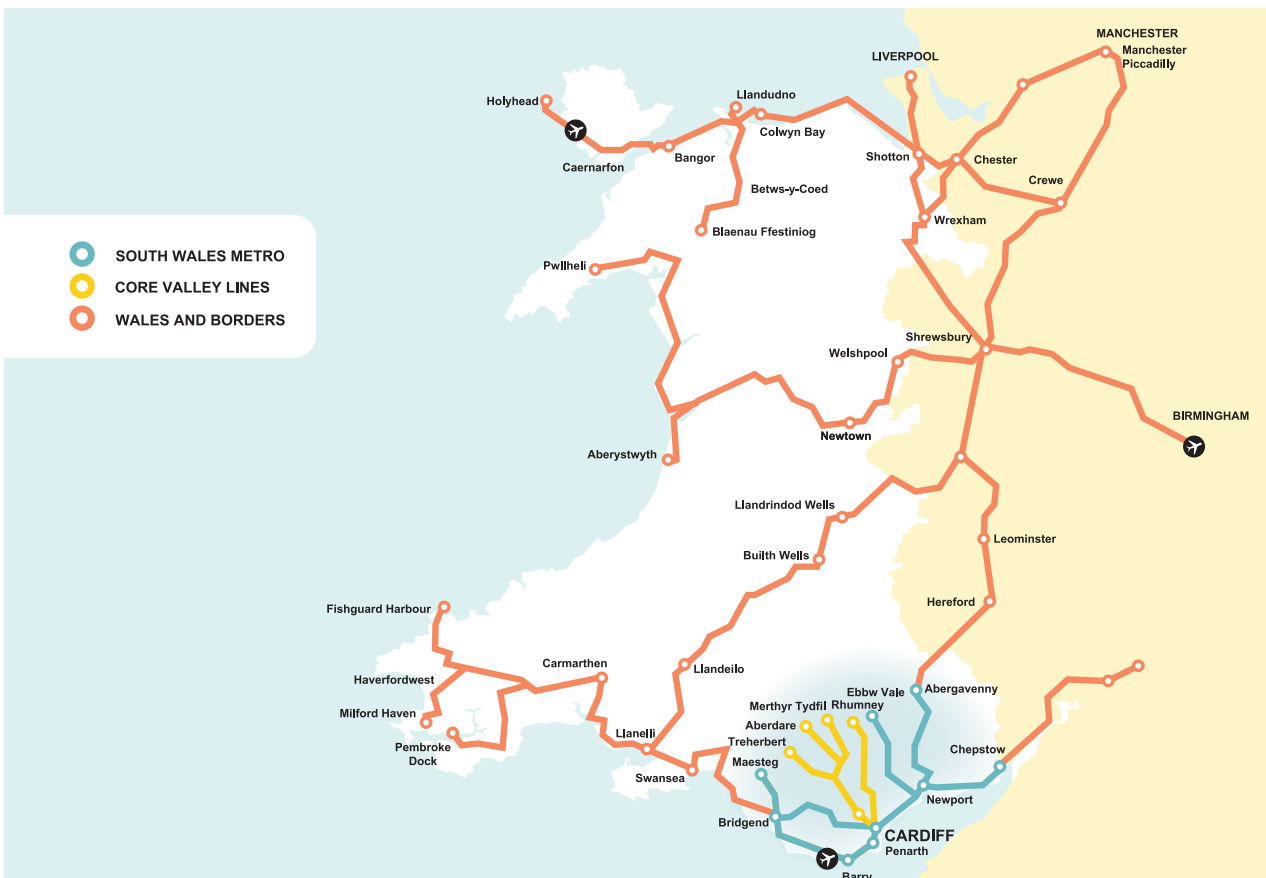 MANCHESTER
Manchester
Piccadilly
LIVERPOOL
Holyhead
Llandudno
Colwyn Bay
Caernarfon
Bangor
Shotton
Chester
Crewe
Betws-y-Coed
Wrexham
Blaenau Ffestiniog
SOUTH WALES METRO
CORE VALLEY LINES
WALES AND BORDERS
Pwllheli
Shrewsbury
Welshpool
BIRMINGHAM
Newtown
Aberystwyth
Llandrindod Wells
Leominster
Builth Wells
Fishguard Harbour
Hereford
Carmarthen
Llandeilo
Haverfordwest
Ebbw Vale
Abergavenny
Merthyr Tydfil
Rhumney
Milford Haven
Aberdare
Pembroke
Dock
Llanelli
Treherbert
Chepstow
Maesteg
Swansea
Newport
Bridgend
CARDIFF
Penarth
Barry